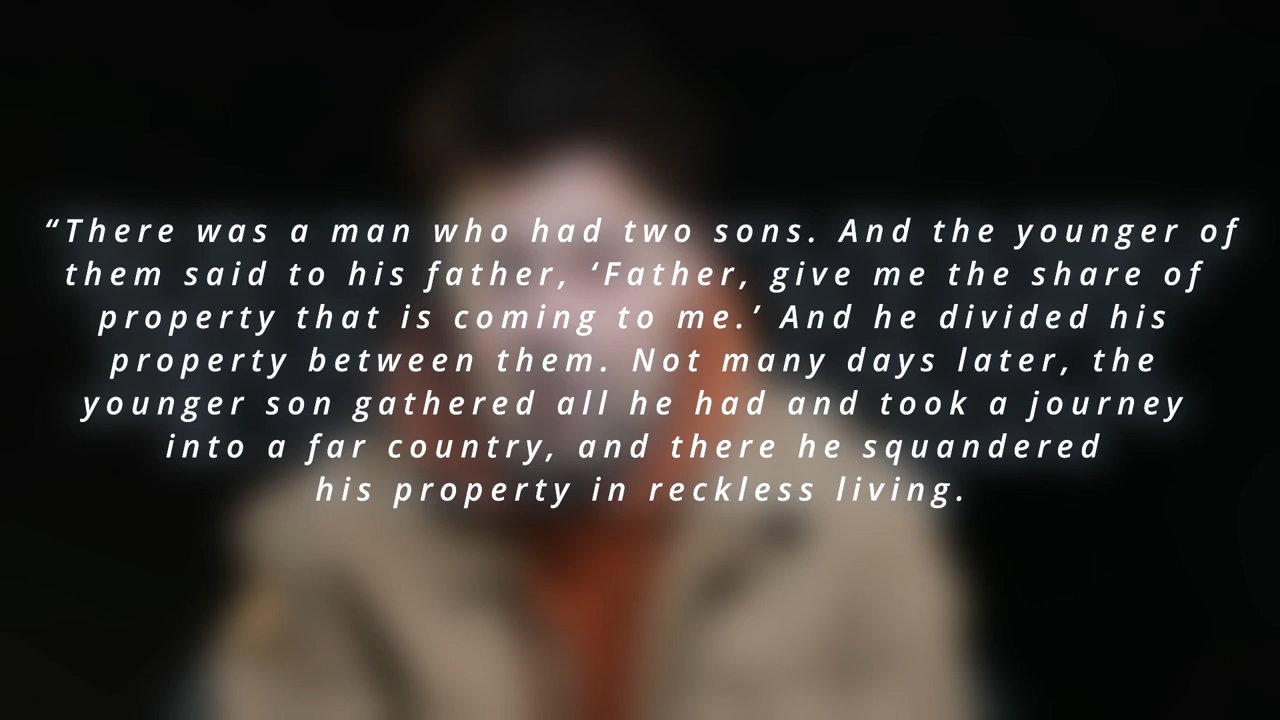 “There was a man who had two sons. And the younger of
them said to his father, ‘Father, give me the share of
property that is coming to me.’ And he divided his
property between them. Not many days later, the
younger son gathered all he had and took a journey
into a far country, and there he squandered
his property in reckless living.